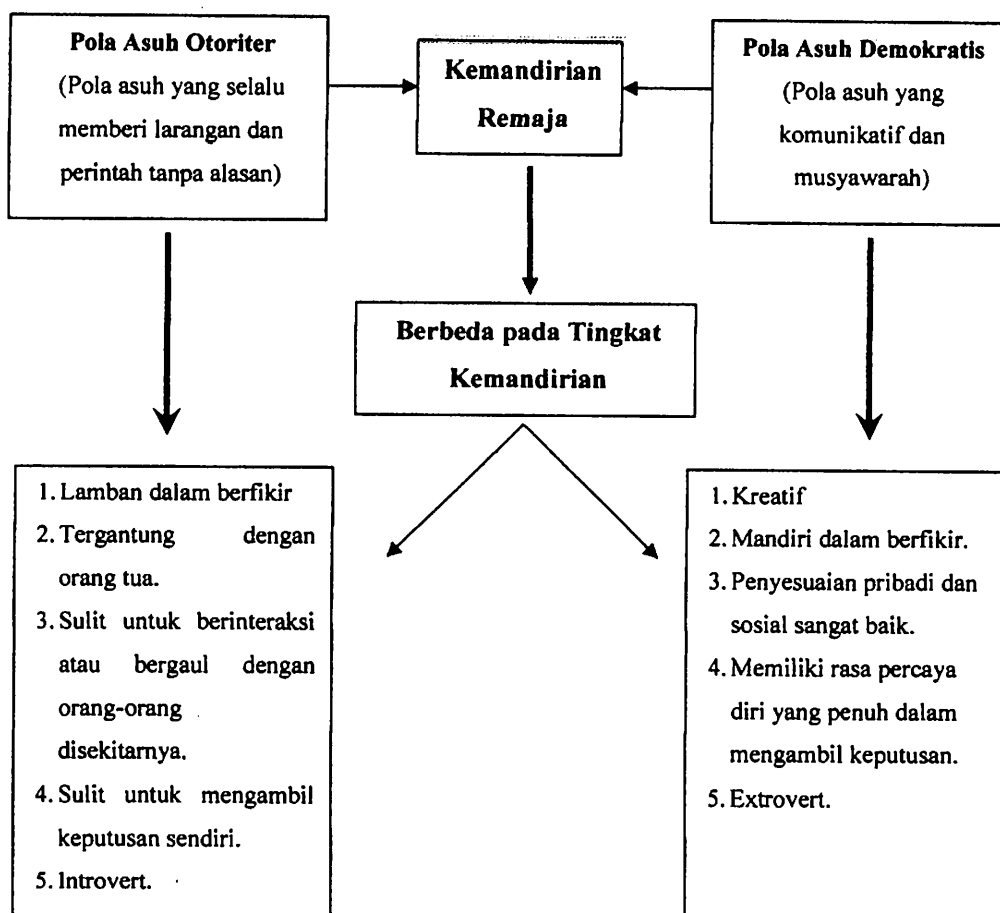 Pola Asuh Otoriter
(Pola asuh yang selalu
memberi larangan dan
perintah tanpa alasan)
Kemandirian
Remaja
Pola Asuh Demokratis
(Pola asuh yang
komunikatif dan
musyawarah)
Berbeda pada Tingkat
Kemandirian
1. Lamban dalam berfikir
2. Tergantung dengan
orang tua.
3. Sulit untuk berinteraksi
atau bergaul dengan
orang-orang
disekitarnya.
4. Sulit untuk mengambil
keputusan sendiri.
5. Introvert.
1. Kreatif
2. Mandiri dalam berfikir.
3. Penyesuaian pribadi dan
sosial sangat baik.
4. Memiliki rasa percaya
diri yang penuh dalam
mengambil keputusan.
5. Extrovert.